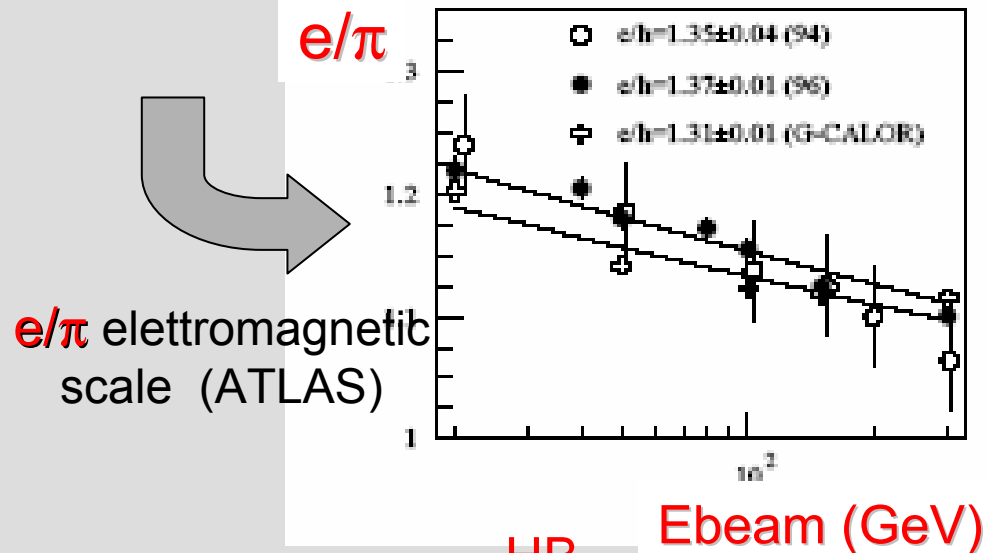 e/π
e/h=1.35±0.04 (94)
e/h=1.37±0.01 (96)
e/h=1.31±0.01 (G-CALOR)
1.2
e/π elettromagnetic
scale (ATLAS)
1
10²
Ebeam (GeV)